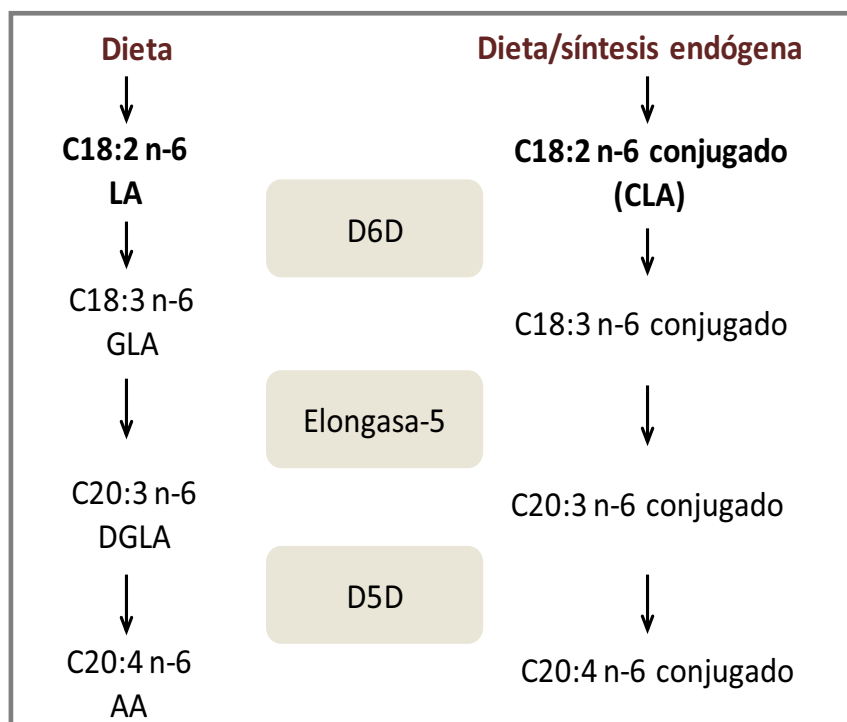 Dieta
C18:2 n-6
LA
C18:3 n-6
GLA
C20:3 n-6
DGLA
C20:4 n-6
AA
D6D
Elongasa-5
D5D
Dieta/síntesis endógena
C18:2 n-6 conjugado
(CLA)
C18:3 n-6 conjugado
C20:3 n-6 conjugado
C20:4 n-6 conjugado